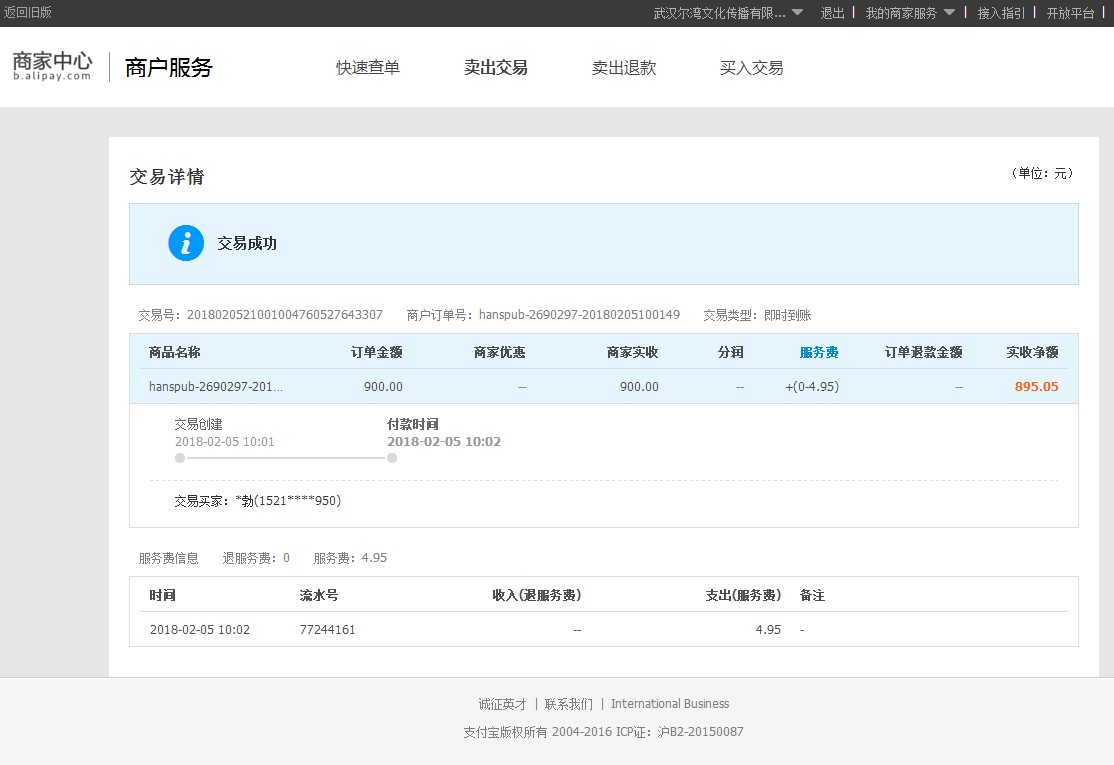 返回旧版 武汉尔湾文化传播有限... 退出 | 我的商家服务 | 接入指引 | 开放平台 |
商家中心 b.alipay.com 商户服务 快速查单 卖出交易 卖出退款 买入交易
交易详情 （单位：元）
交易成功
交易号：2018020521001004760527643307 商户订单号：hanspub-2690297-20180205100149 交易类型：即时到账
商品名称 订单金额 商家优惠 商家实收 分润 服务费 订单退款金额 实收净额
hanspub-2690297-201... 900.00 -- 900.00 -- +(0-4.95) -- 895.05
交易创建 付款时间
2018-02-05 10:01 2018-02-05 10:02
交易买家：*勃(1521****950)
服务费信息 退服务费：0 服务费：4.95
时间 流水号 收入(退服务费) 支出(服务费) 备注
2018-02-05 10:02 77244161 -- 4.95 -
诚征英才 | 联系我们 | International Business
支付宝版权所有 2004-2016 ICP证：沪B2-20150087